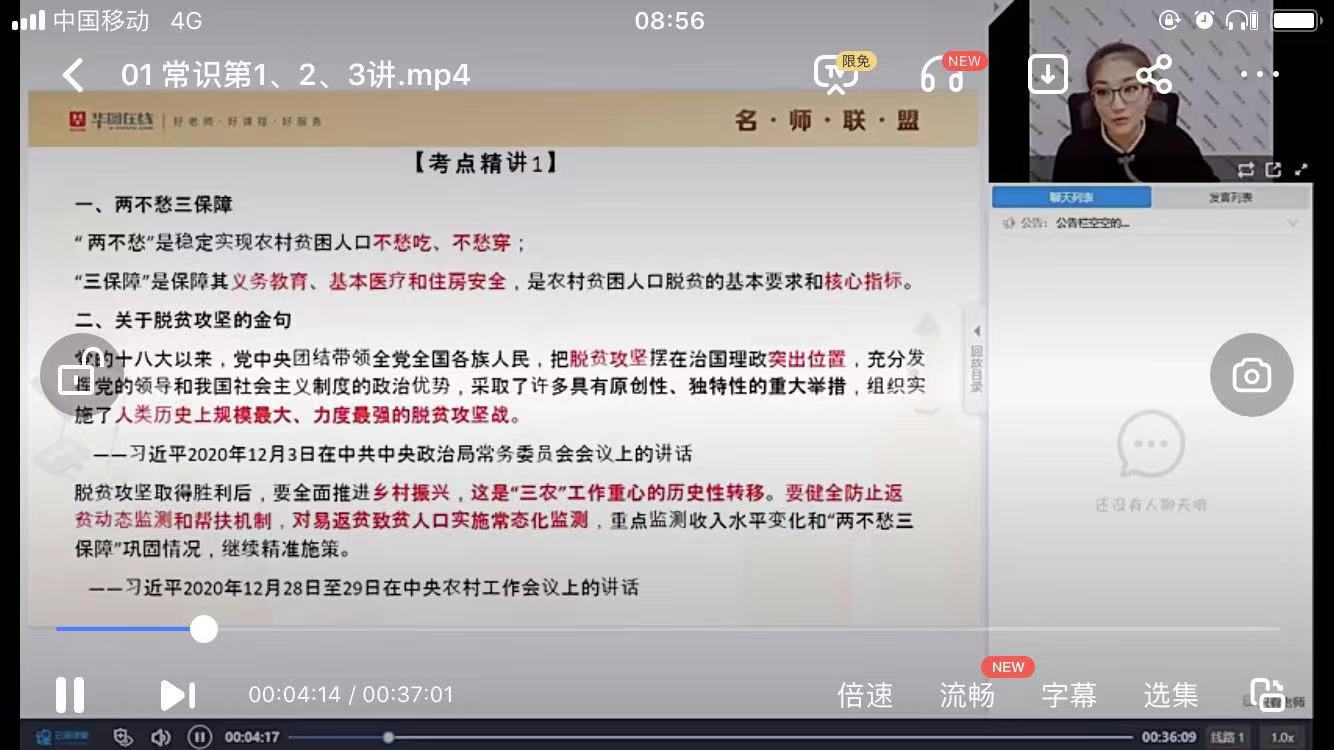 中国移动 4G
08:56
01 常识第1、2、3讲.mp4
限免
NEW
华图在线 好老师·好课程·好服务
名·师·联·盟
【考点精讲1】
一、两不愁三保障
“两不愁”是稳定实现农村贫困人口不愁吃、不愁穿；
“三保障”是保障其义务教育、基本医疗和住房安全，是农村贫困人口脱贫的基本要求和核心指标。
二、关于脱贫攻坚的金句
党的十八大以来，党中央团结带领全党全国各族人民，把脱贫攻坚摆在治国理政突出位置，充分发
挥党的领导和我国社会主义制度的政治优势，采取了许多具有原创性、独特性的重大举措，组织实
施了人类历史上规模最大、力度最强的脱贫攻坚战。
——习近平2020年12月3日在中共中央政治局常务委员会会议上的讲话
脱贫攻坚取得胜利后，要全面推进乡村振兴，这是“三农”工作重心的历史性转移。要健全防止返
贫动态监测和帮扶机制，对易返贫致贫人口实施常态化监测，重点监测收入水平变化和“两不愁三
保障”巩固情况，继续精准施策。
——习近平2020年12月28日至29日在中央农村工作会议上的讲话
回放目录
聊天列表
发言列表
公告：公告栏空空的...
还没有人聊天哦
00:04:14 / 00:37:01
倍速
流畅
NEW
字幕
选集
00:04:17
00:36:09
线路 1
1.0x